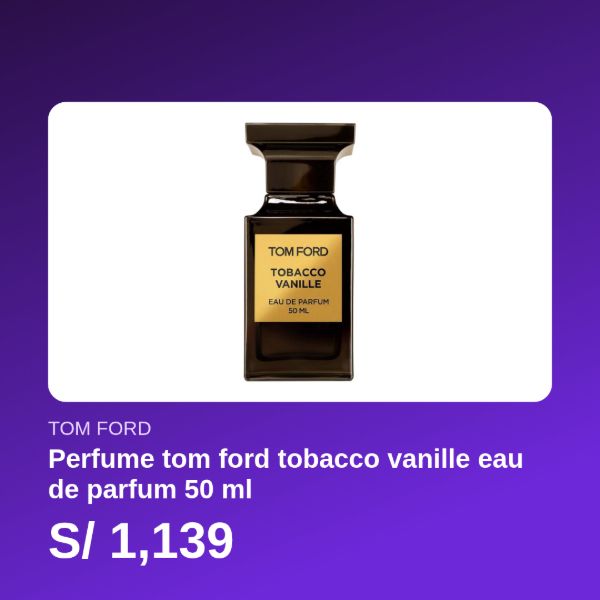 TOM FORD
TOBACCO
VANILLE
EAU DE PARFUM
50 ML
TOM FORD
Perfume tom ford tobacco vanille eau
de parfum 50 ml
S/ 1,139